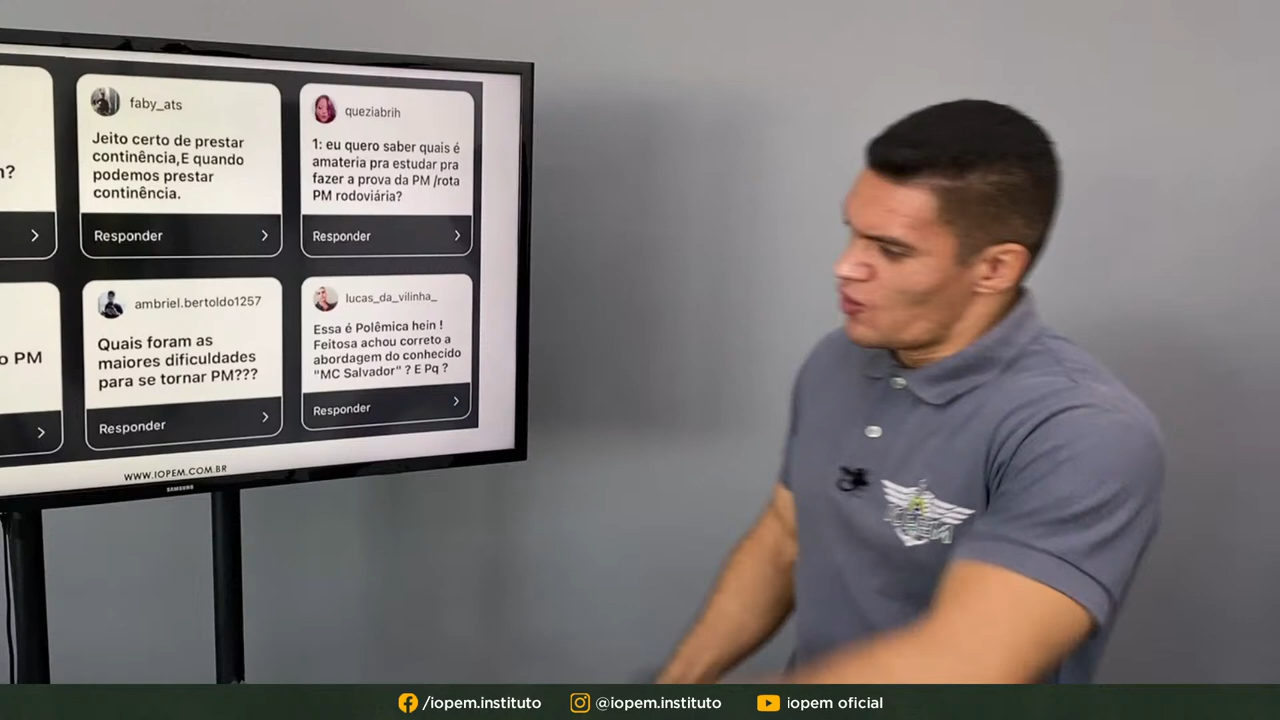 m?
faby_ats
Jeito certo de prestar
continência,E quando
podemos prestar
continência.
Responder
queziabrih
1: eu quero saber quais é
amateria pra estudar pra
fazer a prova da PM /rota
PM rodoviária?
Responder
o PM
ambriel.bertoldo1257
Quais foram as
maiores dificuldades
para se tornar PM???
Responder
lucas_da_vilinha_
Essa é Polêmica hein !
Feitosa achou correto a
abordagem do conhecido
"MC Salvador" ? E Pq ?
Responder
WWW.IOPEM.COM.BR
SAMSUNG
IOPEM
/iopem.instituto
@iopem.instituto
iopem oficial